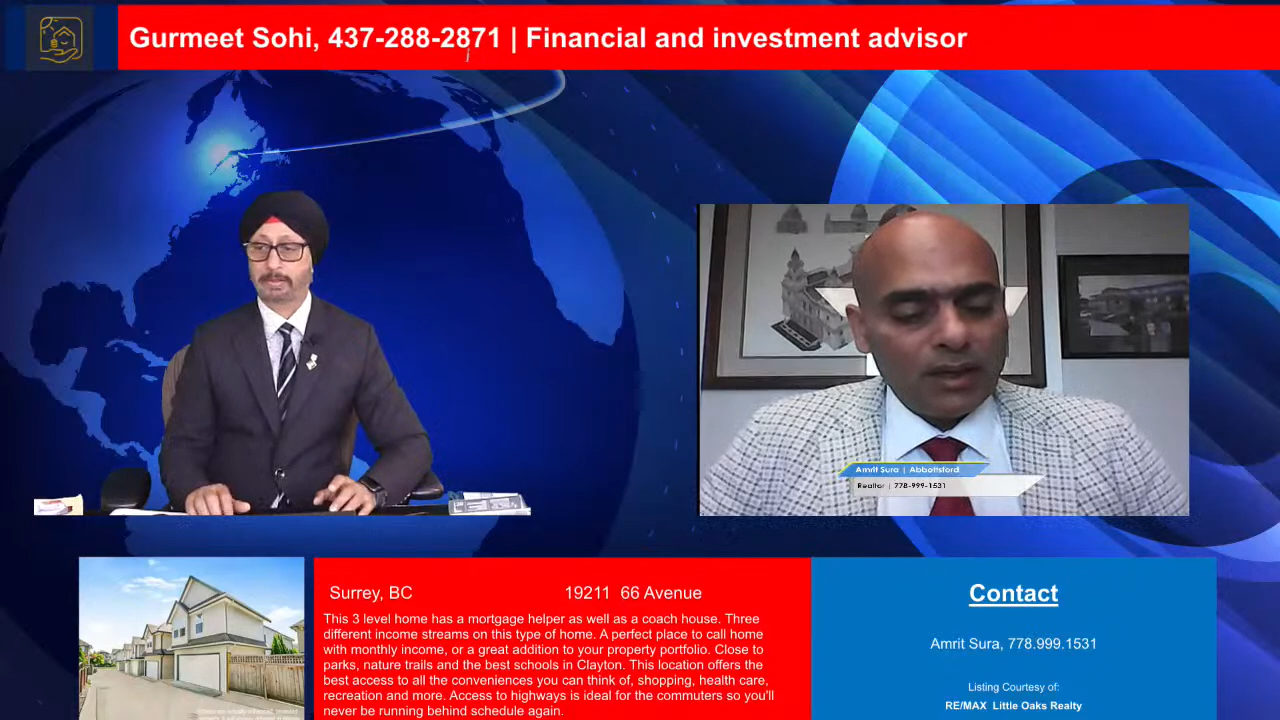 Gurmeet Sohi, 437-288-2871 | Financial and investment advisor
Amrit Sura | Abbottsford
Realtor | 778-999-1531
Surrey, BC 19211 66 Avenue
This 3 level home has a mortgage helper as well as a coach house. Three
different income streams on this type of home. A perfect place to call home
with monthly income, or a great addition to your property portfolio. Close to
parks, nature trails and the best schools in Clayton. This location offers the
best access to all the conveniences you can think of, shopping, health care,
recreation and more. Access to highways is ideal for the commuters so you'll
never be running behind schedule again.
Contact
Amrit Sura, 778.999.1531
Listing Courtesy of:
RE/MAX Little Oaks Realty